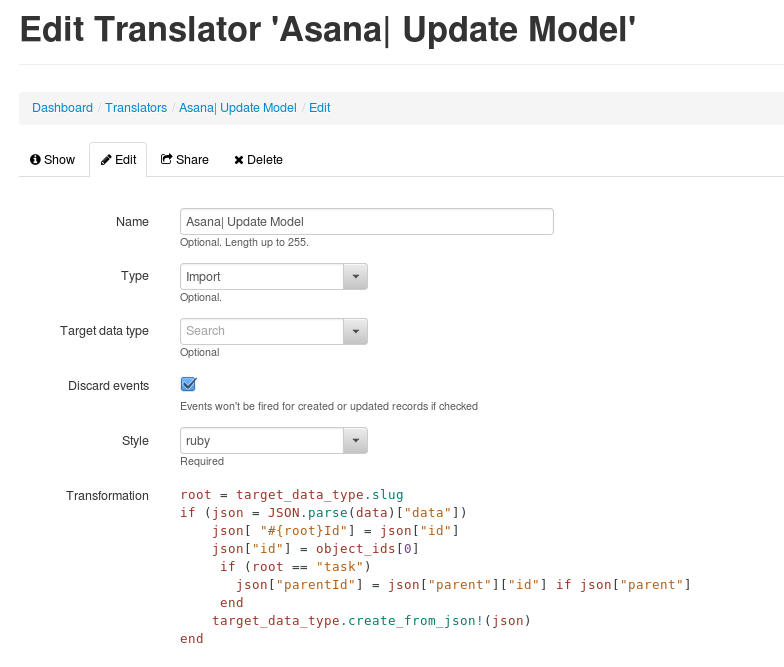 Edit Translator 'Asana| Update Model'
Dashboard / Translators / Asana| Update Model / Edit
Show Edit Share Delete
Name Asana| Update Model
Optional. Length up to 255.
Type Import
Optional.
Target data type Search
Optional
Discard events
Events won't be fired for created or updated records if checked
Style ruby
Required
Transformation root = target_data_type.slug
if (json = JSON.parse(data)["data"])
    json[ "#{root}Id"] = json["id"]
    json["id"] = object_ids[0]
     if (root == "task")
       json["parentId"] = json["parent"]["id"] if json["parent"]
     end
    target_data_type.create_from_json!(json)
end